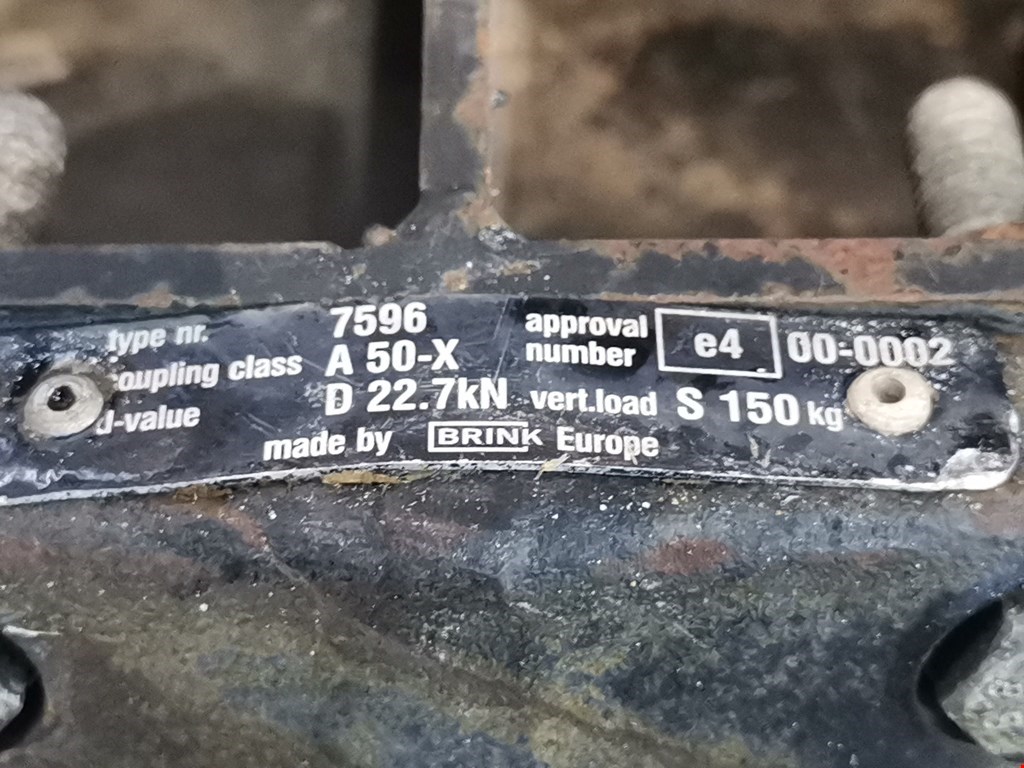 type nr. 7596 approval number e4 00-0002
coupling class A 50-X
d-value D 22.7kN vert.load S 150 kg
made by BRINK Europe